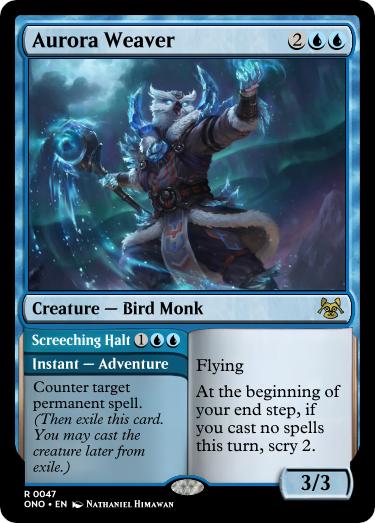 Aurora Weaver 2
Creature — Bird Monk
Screeching Halt 1
Instant — Adventure
Counter target
permanent spell.
(Then exile this card.
You may cast the
creature later from
exile.)
Flying
At the beginning of
your end step, if
you cast no spells
this turn, scry 2.
3/3
R 0047
ONO • EN Nathaniel Himawan